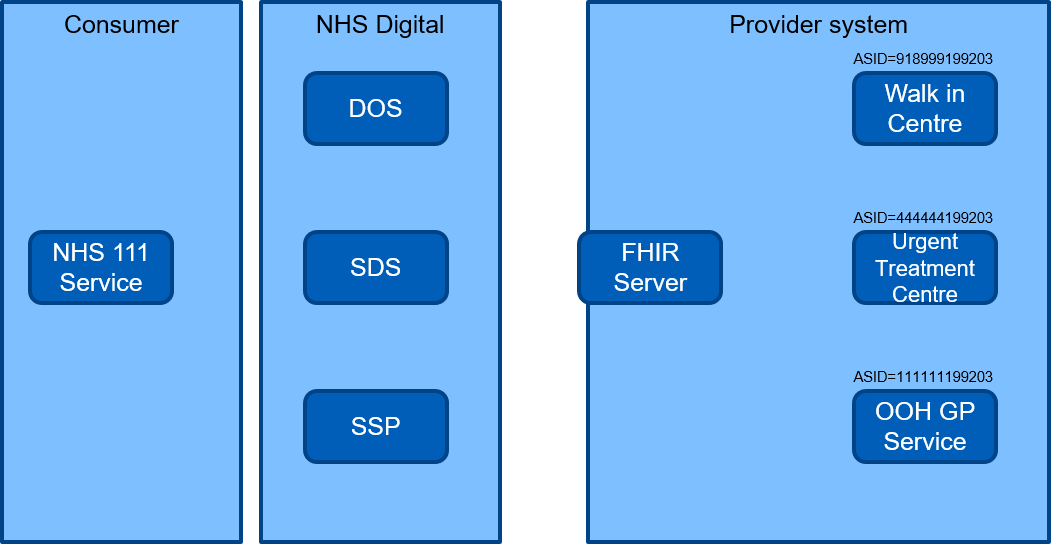 Consumer
NHS Digital
Provider system
DOS
ASID=918999199203
Walk in
Centre
NHS 111
Service
SDS
FHIR
Server
ASID=444444199203
Urgent
Treatment
Centre
SSP
ASID=111111199203
OOH GP
Service